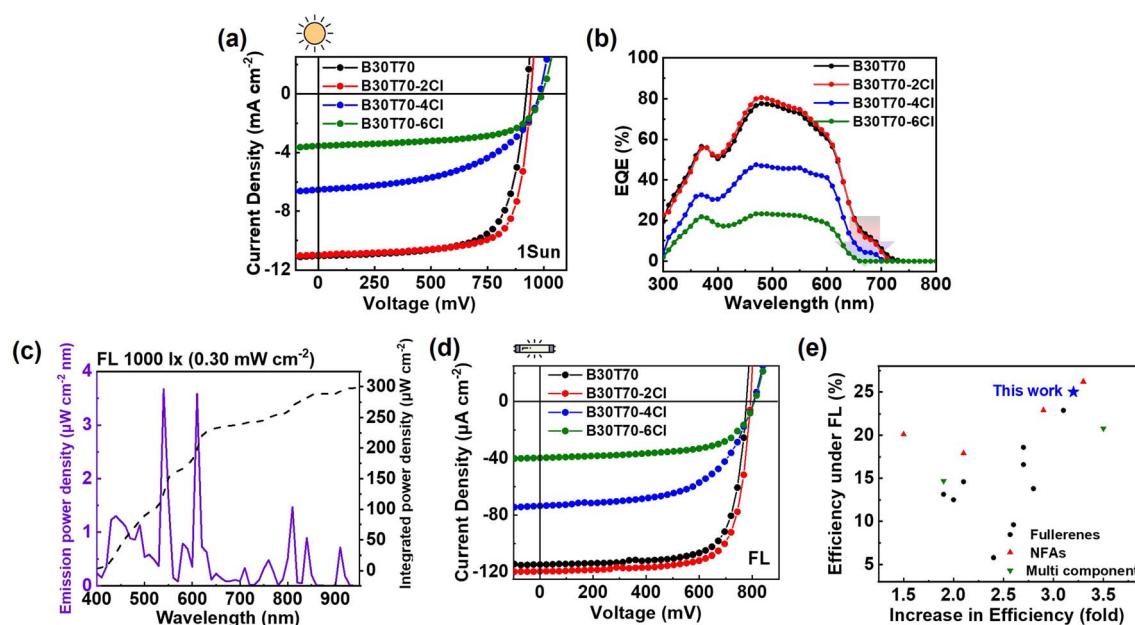 (a)
B30T70
B30T70-2Cl
B30T70-4Cl
B30T70-6Cl
1Sun
Current Density (mA cm⁻²)
0
-4
-8
-12
0 250 500 750 1000
Voltage (mV)
(b)
B30T70
B30T70-2Cl
B30T70-4Cl
B30T70-6Cl
EQE (%)
100
80
60
40
20
0
300 400 500 600 700 800
Wavelength (nm)
(c)
FL 1000 lx (0.30 mW cm⁻²)
Emission power density (µW cm⁻² nm)
4
3
2
1
0
400 500 600 700 800 900
Wavelength (nm)
Integrated power density (µW cm⁻²)
300
250
200
150
100
50
0
(d)
B30T70
B30T70-2Cl
B30T70-4Cl
B30T70-6Cl
FL
Current Density (µA cm⁻²)
0
-40
-80
-120
0 200 400 600 800
Voltage (mV)
(e)
This work
Fullerenes
NFAs
Multi component
Efficiency under FL (%)
25
20
15
10
5
1.5 2.0 2.5 3.0 3.5
Increase in Efficiency (fold)